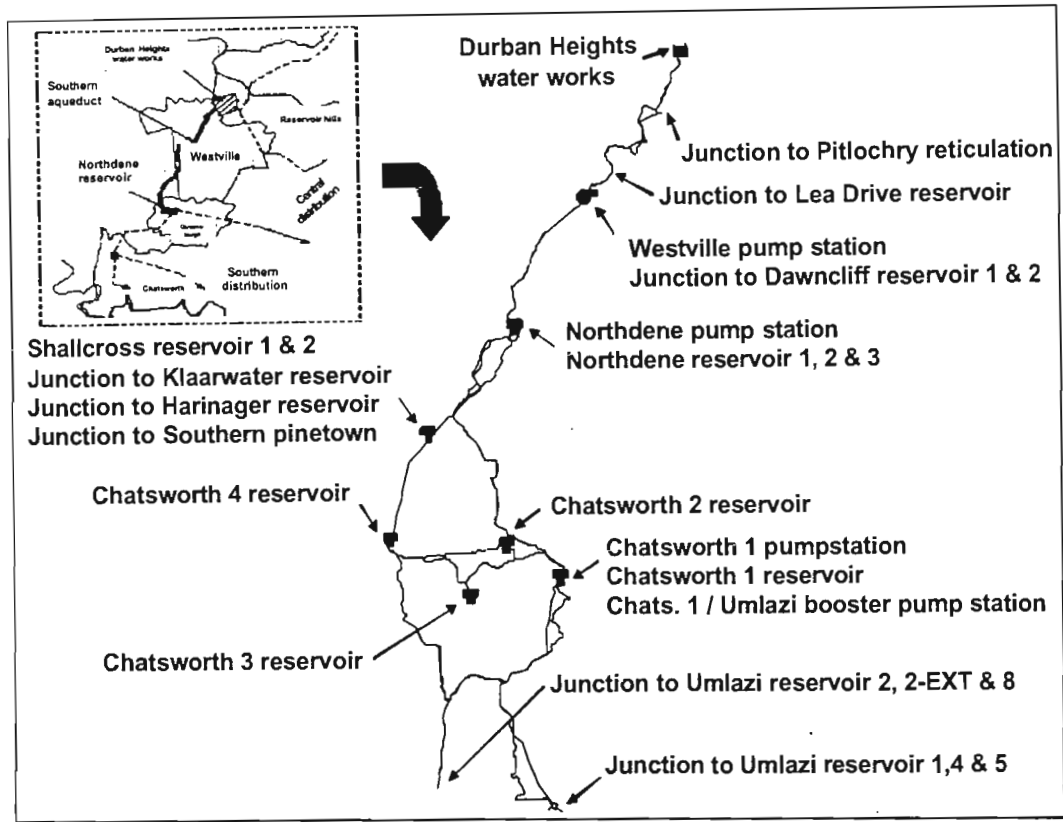 Durban Heights
water works
Southern
aqueduct
Reservoir hills
Westville
Northdene
reservoir
Central
distribution
Southern
distribution
Chatsworth
Durban Heights
water works
Junction to Pitlochry reticulation
Junction to Lea Drive reservoir
Westville pump station
Junction to Dawncliff reservoir 1 & 2
Northdene pump station
Northdene reservoir 1, 2 & 3
Shallcross reservoir 1 & 2
Junction to Klaarwater reservoir
Junction to Harinager reservoir
Junction to Southern pinetown
Chatsworth 4 reservoir
Chatsworth 2 reservoir
Chatsworth 1 pumpstation
Chatsworth 1 reservoir
Chats. 1 / Umlazi booster pump station
Chatsworth 3 reservoir
Junction to Umlazi reservoir 2, 2-EXT & 8
Junction to Umlazi reservoir 1,4 & 5